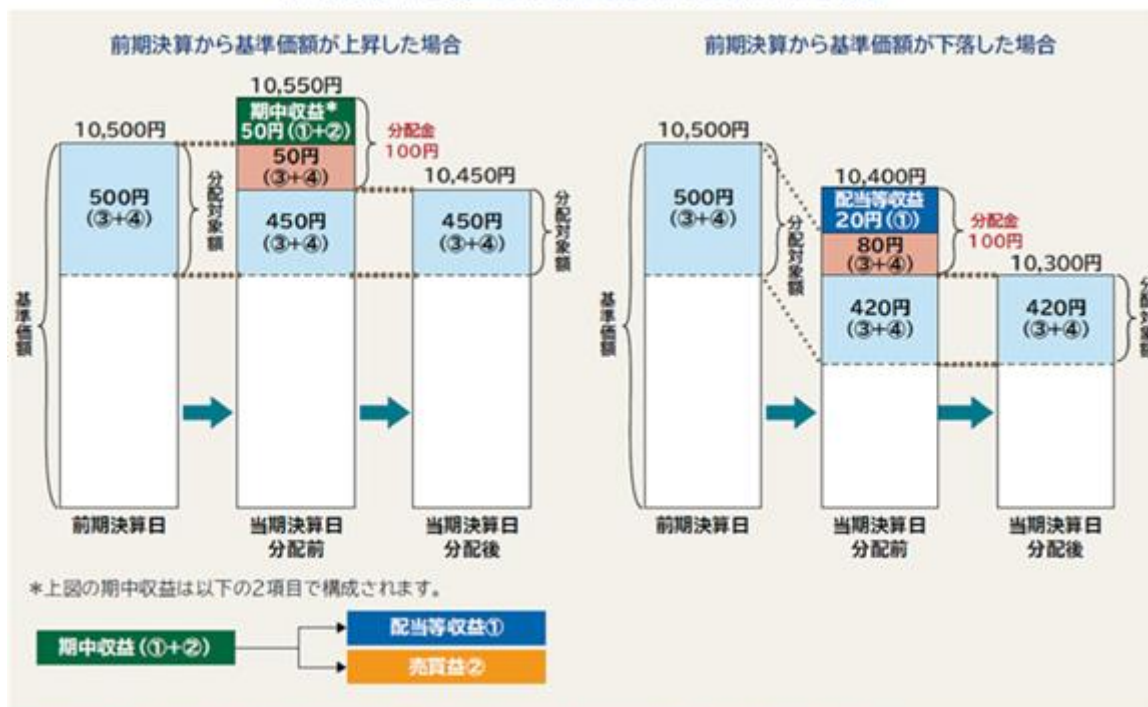 前期決算から基準価額が上昇した場合
10,500円
500円
(③+④)
分配対象額
基準価額
前期決算日
10,550円
期中収益*
50円(①+②)
50円
(③+④)
450円
(③+④)
分配金
100円
当期決算日
分配前
10,450円
450円
(③+④)
分配対象額
当期決算日
分配後
前期決算から基準価額が下落した場合
10,500円
500円
(③+④)
分配対象額
基準価額
前期決算日
10,400円
配当等収益
20円(①)
80円
(③+④)
420円
(③+④)
分配金
100円
当期決算日
分配前
10,300円
420円
(③+④)
分配対象額
当期決算日
分配後
*上図の期中収益は以下の2項目で構成されます。
期中収益(①+②)
配当等収益①
売買益②